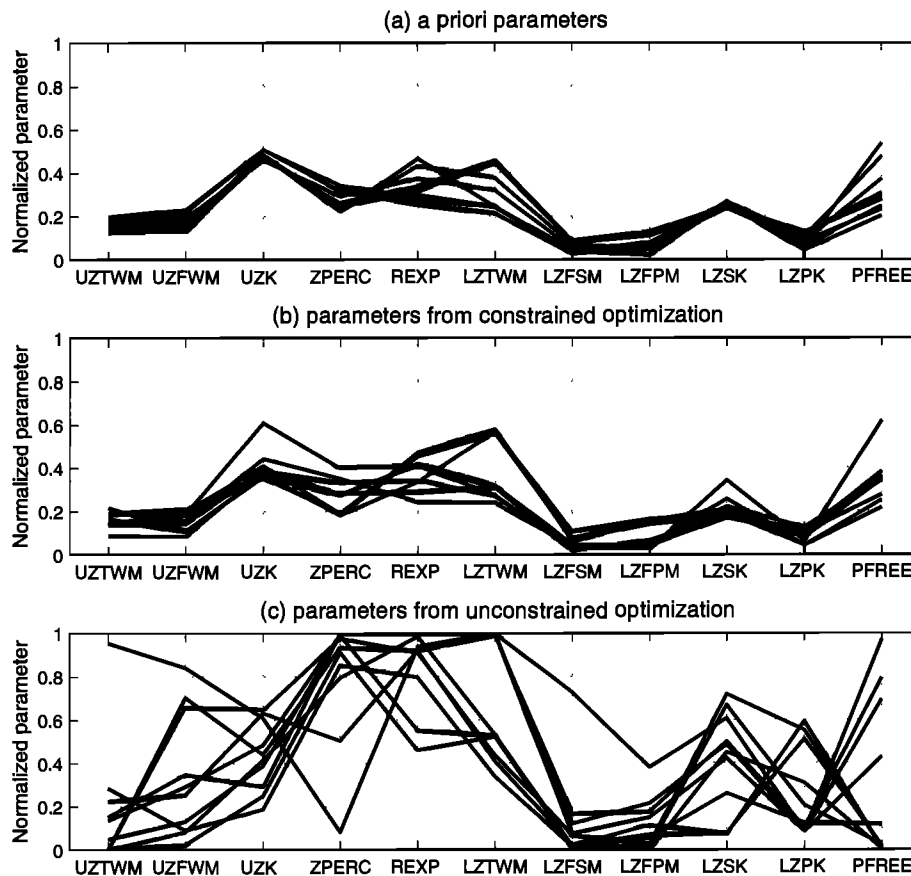 (a) a priori parameters
Normalized parameter
1
0.8
0.6
0.4
0.2
0
UZTWM UZFWM UZK ZPERC REXP LZTWM LZFSM LZFPM LZSK LZPK PFREE
(b) parameters from constrained optimization
Normalized parameter
1
0.8
0.6
0.4
0.2
0
UZTWM UZFWM UZK ZPERC REXP LZTWM LZFSM LZFPM LZSK LZPK PFREE
(c) parameters from unconstrained optimization
Normalized parameter
1
0.8
0.6
0.4
0.2
0
UZTWM UZFWM UZK ZPERC REXP LZTWM LZFSM LZFPM LZSK LZPK PFREE